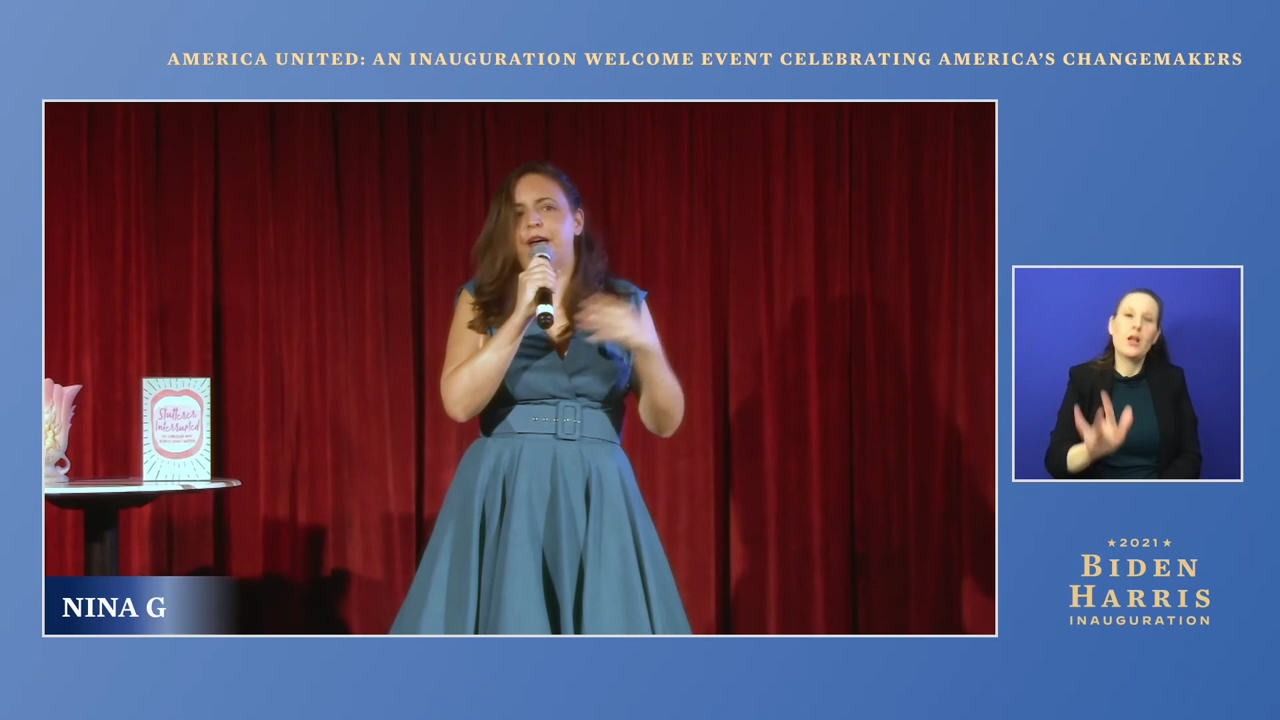 AMERICA UNITED: AN INAUGURATION WELCOME EVENT CELEBRATING AMERICA’S CHANGEMAKERS
Stutterer
Interrupted
NINA G
★2021★
BIDEN
HARRIS
INAUGURATION